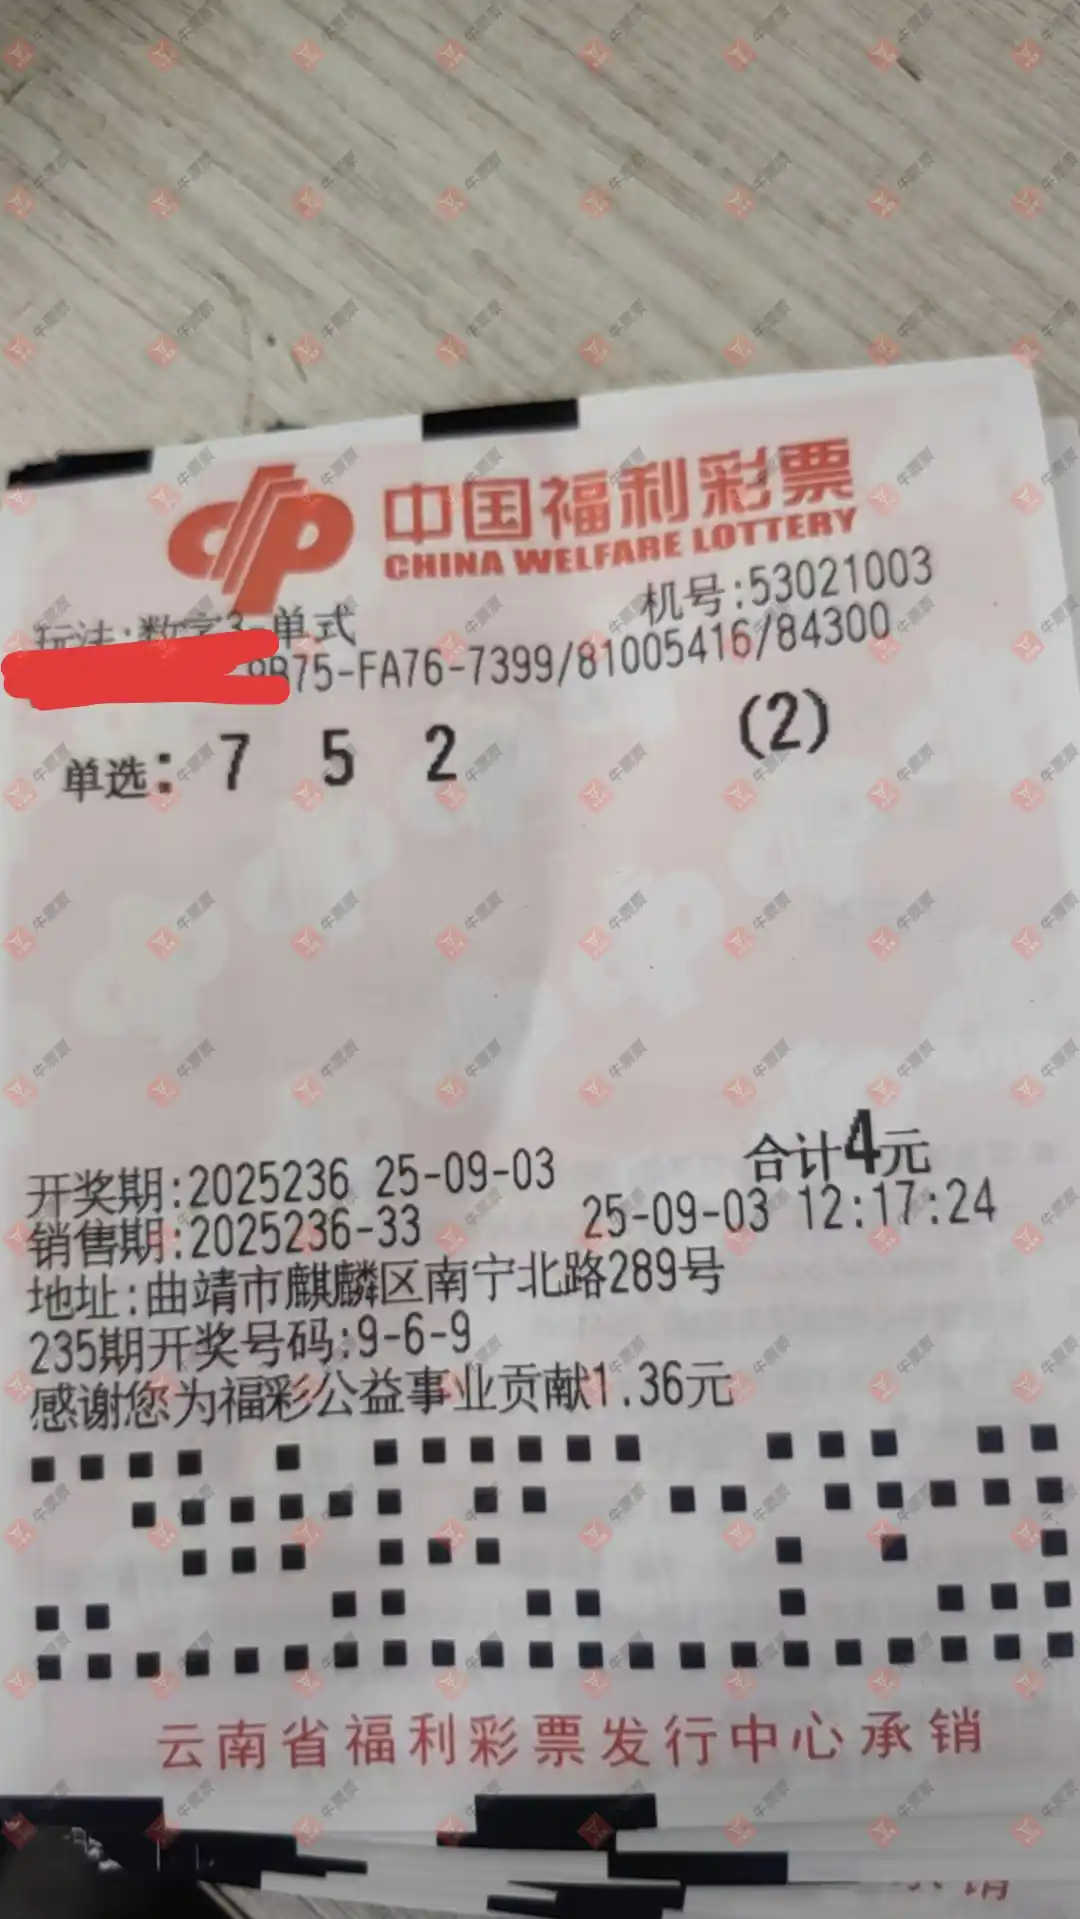 中国福利彩票
CHINA WELFARE LOTTERY
机号:53021003
玩法:数字3-单式
9B75-FA76-7399/81005416/84300
单选: 7 5 2 (2)
合计4元
开奖期:2025236 25-09-03
销售期:2025236-33 25-09-03 12:17:24
地址:曲靖市麒麟区南宁北路289号
235期开奖号码:9-6-9
感谢您为福彩公益事业贡献1.36元
云南省福利彩票发行中心承销
牛票票